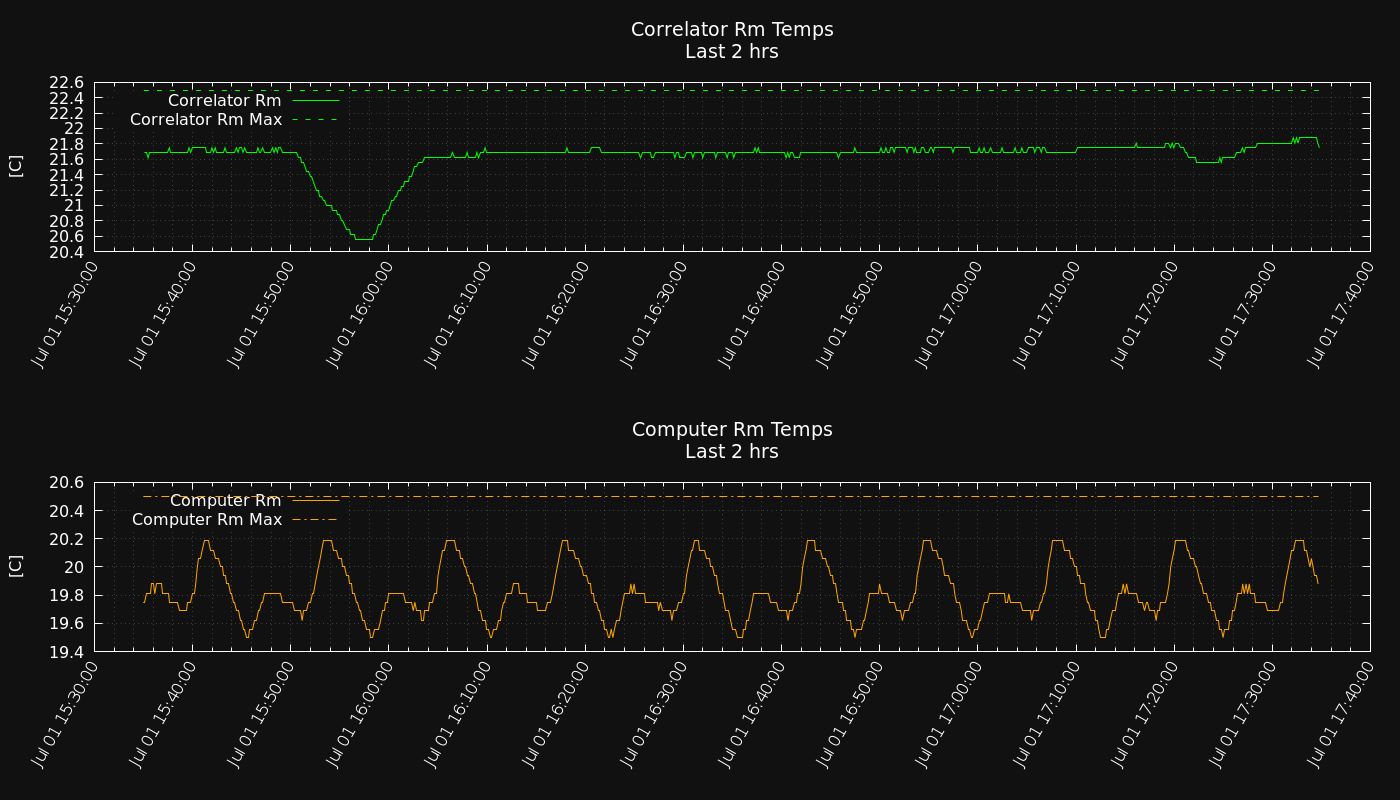 Correlator Rm Temps
Last 2 hrs
[C]
22.6
22.4
22.2
22
21.8
21.6
21.4
21.2
21
20.8
20.6
20.4
Correlator Rm
Correlator Rm Max
Jul 01 15:30:00
Jul 01 15:40:00
Jul 01 15:50:00
Jul 01 16:00:00
Jul 01 16:10:00
Jul 01 16:20:00
Jul 01 16:30:00
Jul 01 16:40:00
Jul 01 16:50:00
Jul 01 17:00:00
Jul 01 17:10:00
Jul 01 17:20:00
Jul 01 17:30:00
Jul 01 17:40:00
Computer Rm Temps
Last 2 hrs
[C]
20.6
20.4
20.2
20
19.8
19.6
19.4
Computer Rm
Computer Rm Max
Jul 01 15:30:00
Jul 01 15:40:00
Jul 01 15:50:00
Jul 01 16:00:00
Jul 01 16:10:00
Jul 01 16:20:00
Jul 01 16:30:00
Jul 01 16:40:00
Jul 01 16:50:00
Jul 01 17:00:00
Jul 01 17:10:00
Jul 01 17:20:00
Jul 01 17:30:00
Jul 01 17:40:00